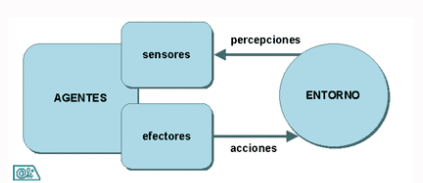 percepciones
sensores
AGENTES
ENTORNO
efectores
acciones